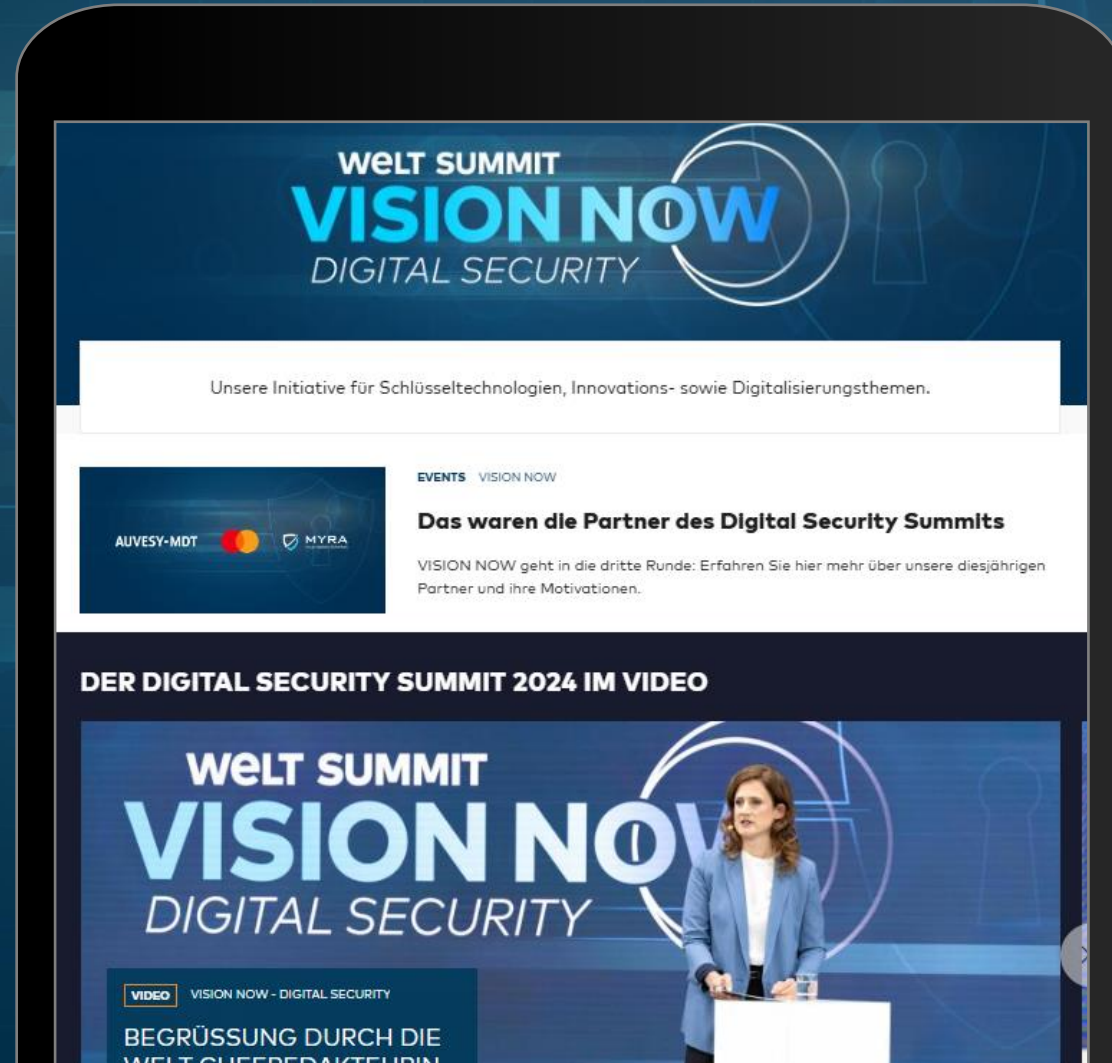 WELT SUMMIT
VISION NOW
DIGITAL SECURITY
Unsere Initiative für Schlüsseltechnologien, Innovations- sowie Digitalisierungsthemen.
EVENTS VISION NOW
Das waren die Partner des Digital Security Summits
AUVESY-MDT MYRA
VISION NOW geht in die dritte Runde: Erfahren Sie hier mehr über unsere diesjährigen
Partner und ihre Motivationen.
DER DIGITAL SECURITY SUMMIT 2024 IM VIDEO
WELT SUMMIT
VISION NOW
DIGITAL SECURITY
VIDEO VISION NOW - DIGITAL SECURITY
BEGRÜSSUNG DURCH DIE
WELT CHEFREDAKTEURIN